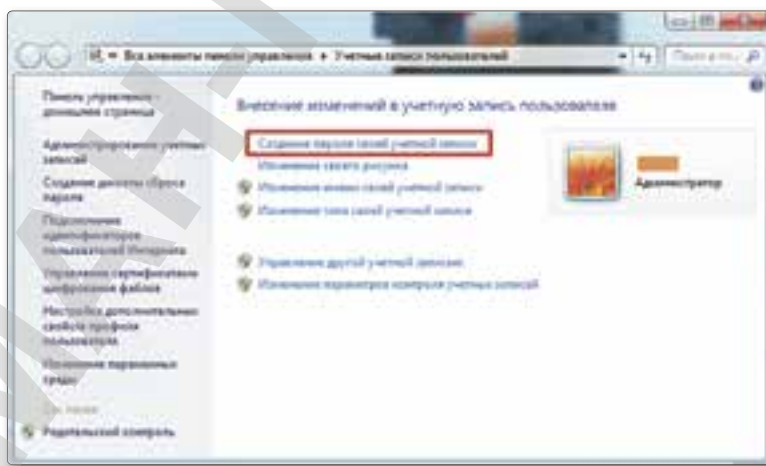 Все элементы панели управления ▸ Учетные записи пользователей
Панель управления -
домашняя страница
Администрирование учетных
записей
Создание дискеты сброса
пароля
Подключение
идентификаторов
пользователей Интернета
Управление сертификатами
шифрования файлов
Настройка дополнительных
свойств профиля
пользователя
Изменение переменных
среды
См. также
Родительский контроль
Внесение изменений в учетную запись пользователя
Создание пароля своей учетной записи
Изменение своего рисунка
Изменение имени своей учетной записи
Изменение типа своей учетной записи
Управление другой учетной записью
Изменение параметров контроля учетных записей
Администратор